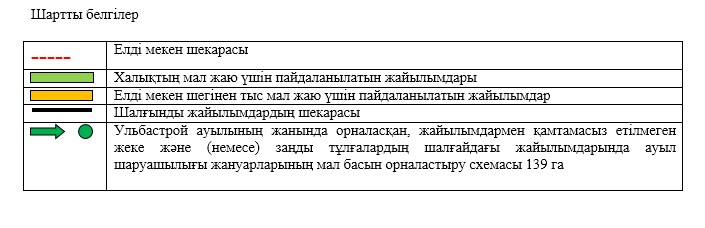 Шартты белгілер
Елді мекен шекарасы
Халықтың мал жаю үшін пайдаланылатын жайылымдары
Елді мекен шегінен тыс мал жаю үшін пайдаланылатын жайылымдар
Шалғынды жайылымдардың шекарасы
Ульбастрой ауылының жанында орналасқан, жайылымдармен қамтамасыз етілмеген
жеке және (немесе) заңды тұлғалардың шалғайдағы жайылымдарында ауыл
шаруашылығы жануарларының мал басын орналастыру схемасы 139 га